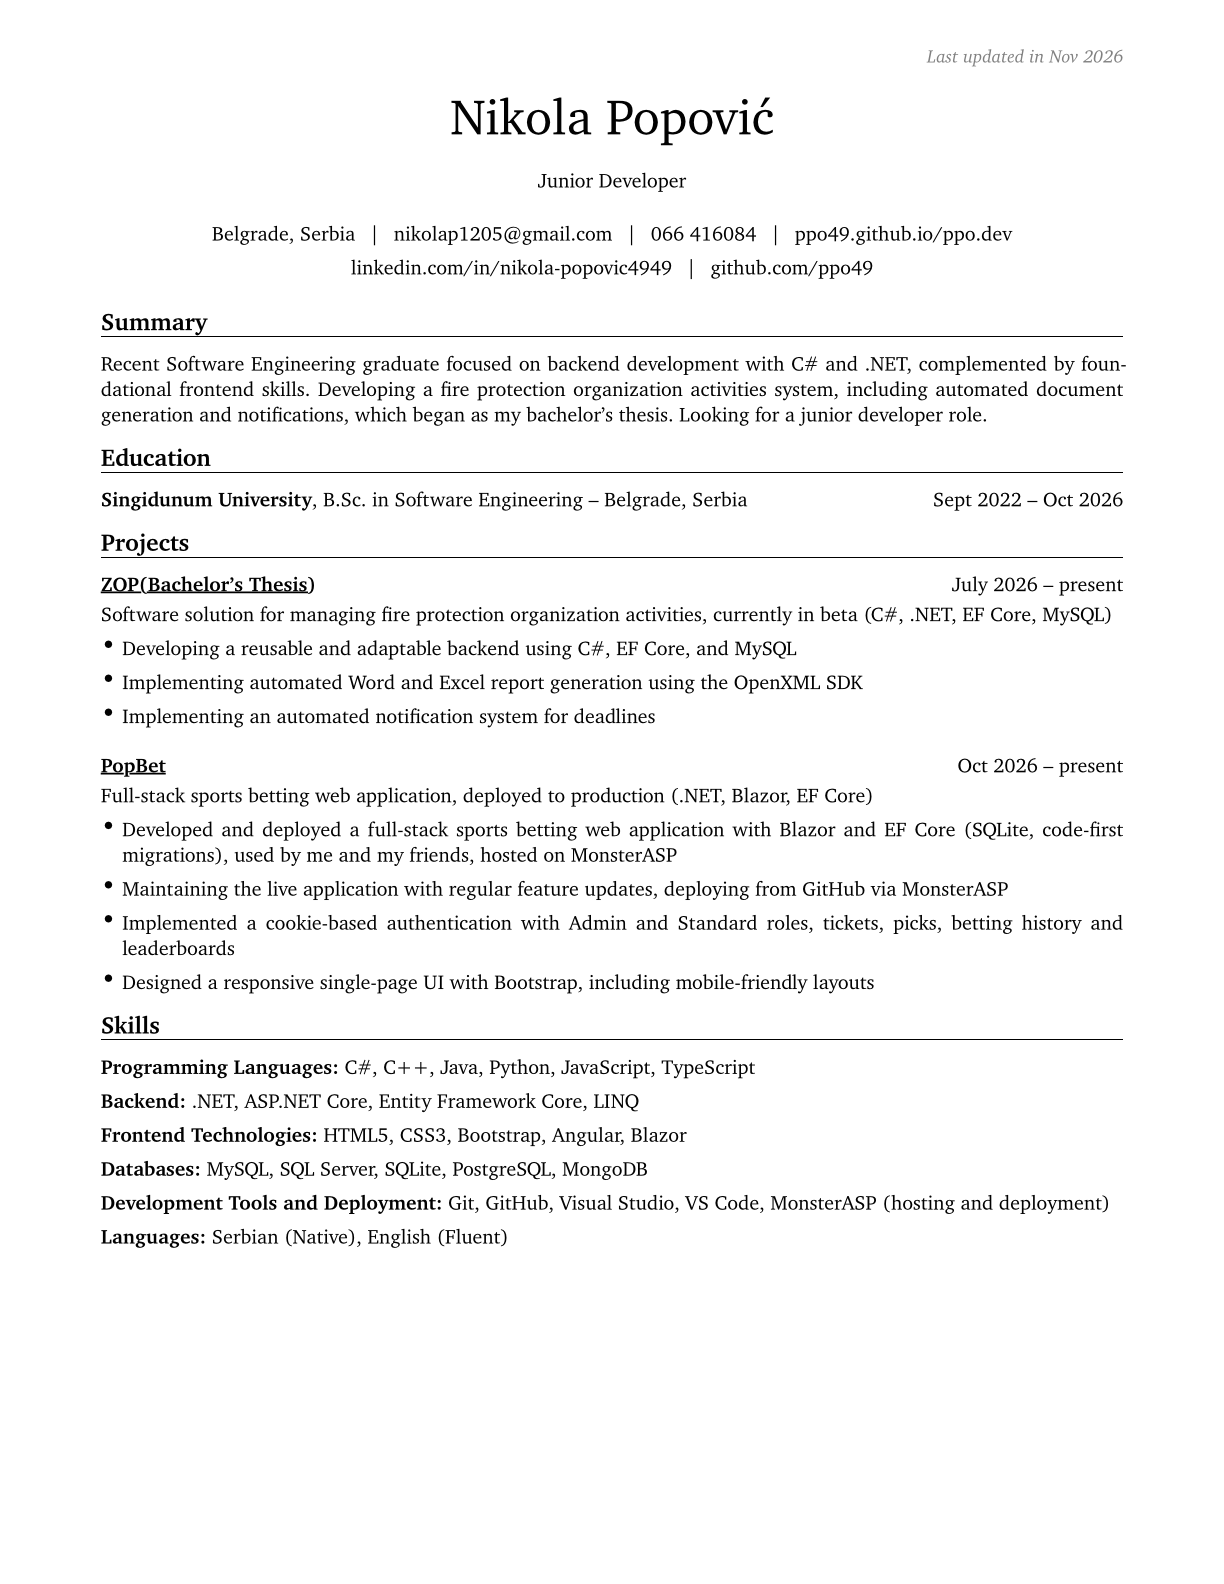 Last updated in Nov 2026
Nikola Popović
Junior Developer
Belgrade, Serbia | nikolap1205@gmail.com | 066 416084 | ppo49.github.io/ppo.dev
linkedin.com/in/nikola-popovic4949 | github.com/ppo49
Summary
Recent Software Engineering graduate focused on backend development with C# and .NET, complemented by foun-
dational frontend skills. Developing a fire protection organization activities system, including automated document
generation and notifications, which began as my bachelor’s thesis. Looking for a junior developer role.
Education
Singidunum University, B.Sc. in Software Engineering – Belgrade, Serbia Sept 2022 – Oct 2026
Projects
ZOP(Bachelor’s Thesis) July 2026 – present
Software solution for managing fire protection organization activities, currently in beta (C#, .NET, EF Core, MySQL)
• Developing a reusable and adaptable backend using C#, EF Core, and MySQL
• Implementing automated Word and Excel report generation using the OpenXML SDK
• Implementing an automated notification system for deadlines
PopBet Oct 2026 – present
Full-stack sports betting web application, deployed to production (.NET, Blazor, EF Core)
• Developed and deployed a full-stack sports betting web application with Blazor and EF Core (SQLite, code-first
migrations), used by me and my friends, hosted on MonsterASP
• Maintaining the live application with regular feature updates, deploying from GitHub via MonsterASP
• Implemented a cookie-based authentication with Admin and Standard roles, tickets, picks, betting history and
leaderboards
• Designed a responsive single-page UI with Bootstrap, including mobile-friendly layouts
Skills
Programming Languages: C#, C++, Java, Python, JavaScript, TypeScript
Backend: .NET, ASP.NET Core, Entity Framework Core, LINQ
Frontend Technologies: HTML5, CSS3, Bootstrap, Angular, Blazor
Databases: MySQL, SQL Server, SQLite, PostgreSQL, MongoDB
Development Tools and Deployment: Git, GitHub, Visual Studio, VS Code, MonsterASP (hosting and deployment)
Languages: Serbian (Native), English (Fluent)